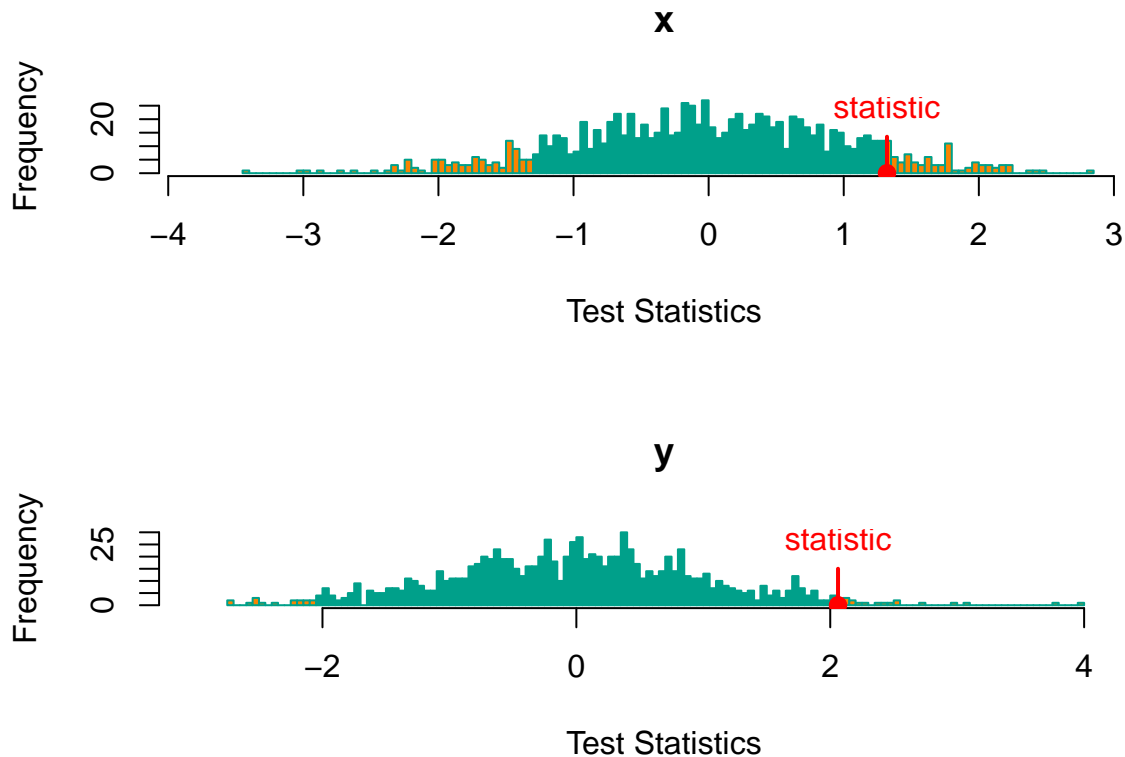 x
Frequency
0 20
statistic
−4 −3 −2 −1 0 1 2 3
Test Statistics
y
Frequency
0 25
statistic
−2 0 2 4
Test Statistics